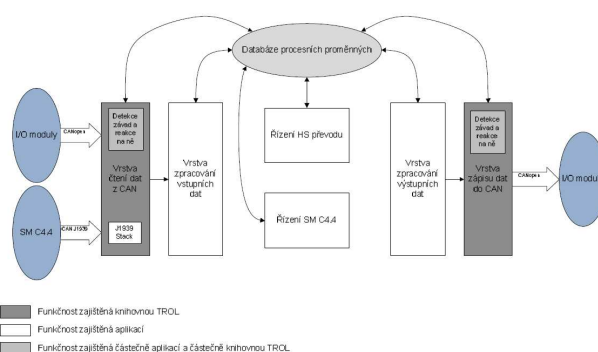 Databáze procesních proměnných
I/O moduly
CANopen
Detekce
závad a
reakce
na ně
Vrstva
čtení dat
z CAN
J1939
Stack
SM C4.4
CAN J1939
Vrstva
zpracování
vstupních
dat
Řízení HS převodu
Řízení SM C4.4
Vrstva
zpracování
výstupních
dat
Detekce
závad a
reakce
na ně
Vrstva
zápisu dat
do CAN
CANopen
I/O modu
Funkčnost zajištěná knihovnou TROL
Funkčnost zajištěná aplikací
Funkčnost zajištěná částečně aplikací a částečně knihovnou TROL